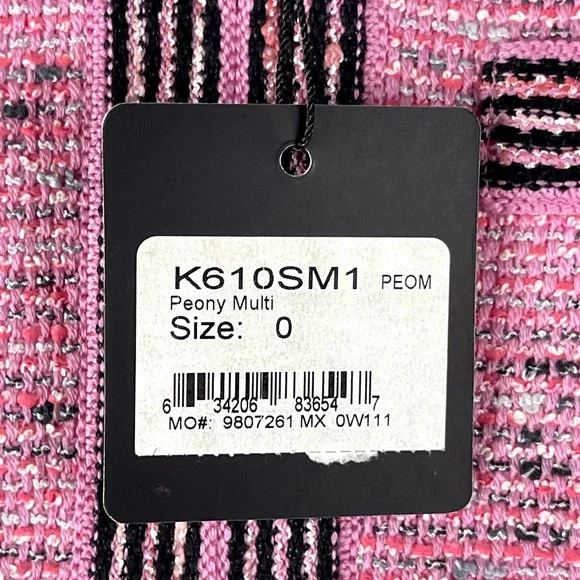 K610SM1 PEOM
Peony Multi
Size: 0
6 34206 83654 7
MO#: 9807261 MX 0W111